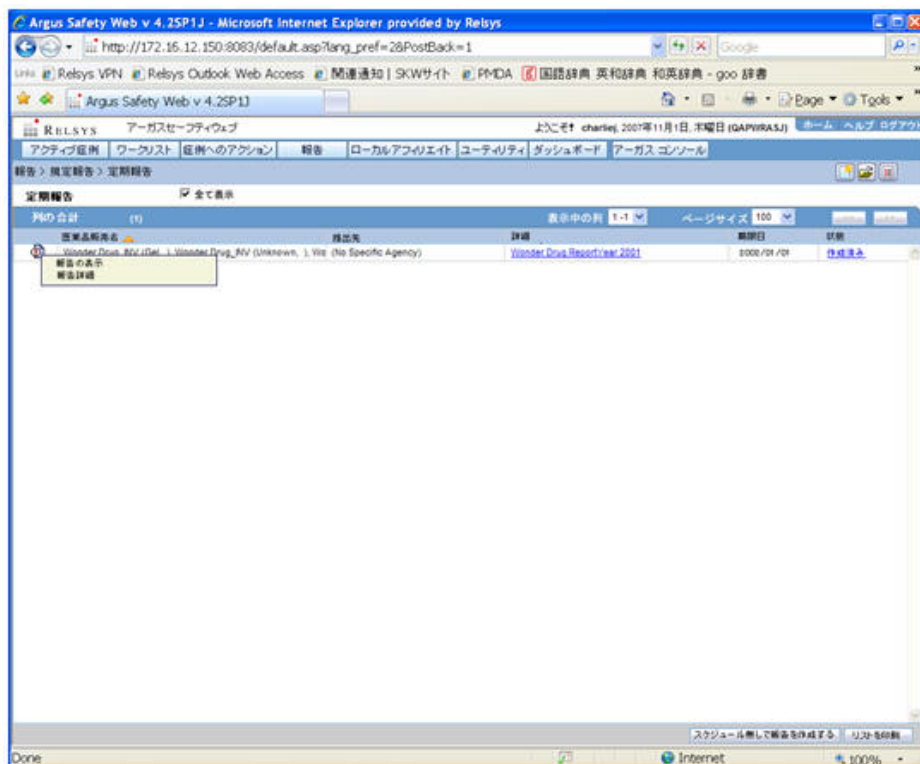 Argus Safety Web v 4.2SP1J - Microsoft Internet Explorer provided by Relsys
http://172.16.12.150:8083/default.asp?lang_pref=2&PostBack=1
Google
Links Relsys VPN Relsys Outlook Web Access 関連通知 | SKWサイト PMDA 国語辞典 英和辞典 和英辞典 - goo 辞書
Argus Safety Web v 4.2SP1J
Page Tools
RELSYS アーガスセーフティウェブ ようこそ! charliej, 2007年11月1日, 木曜日 (QAPWRASJ) ホーム ヘルプ ログアウト
アクティブ症例 ワークリスト 症例へのアクション 報告 ローカルアフィリエイト ユーティリティ ダッシュボード アーガス コンソール
報告 > 規定報告 > 定期報告
定期報告 全て表示
列の合計 (1) 表示中の列 1-1 ページサイズ 100
医薬品販売名 提出先 詳細 期限日 状態
Wonder Drug_INV (Gel, ), Wonder Drug_INV (Unknown, ), (No Specific Agency) Wonder Drug Report/year 2001 2002/01/01 作成済み
報告の表示
報告詳細
スケジュール無しで報告を作成する リストを印刷
Done Internet 100%